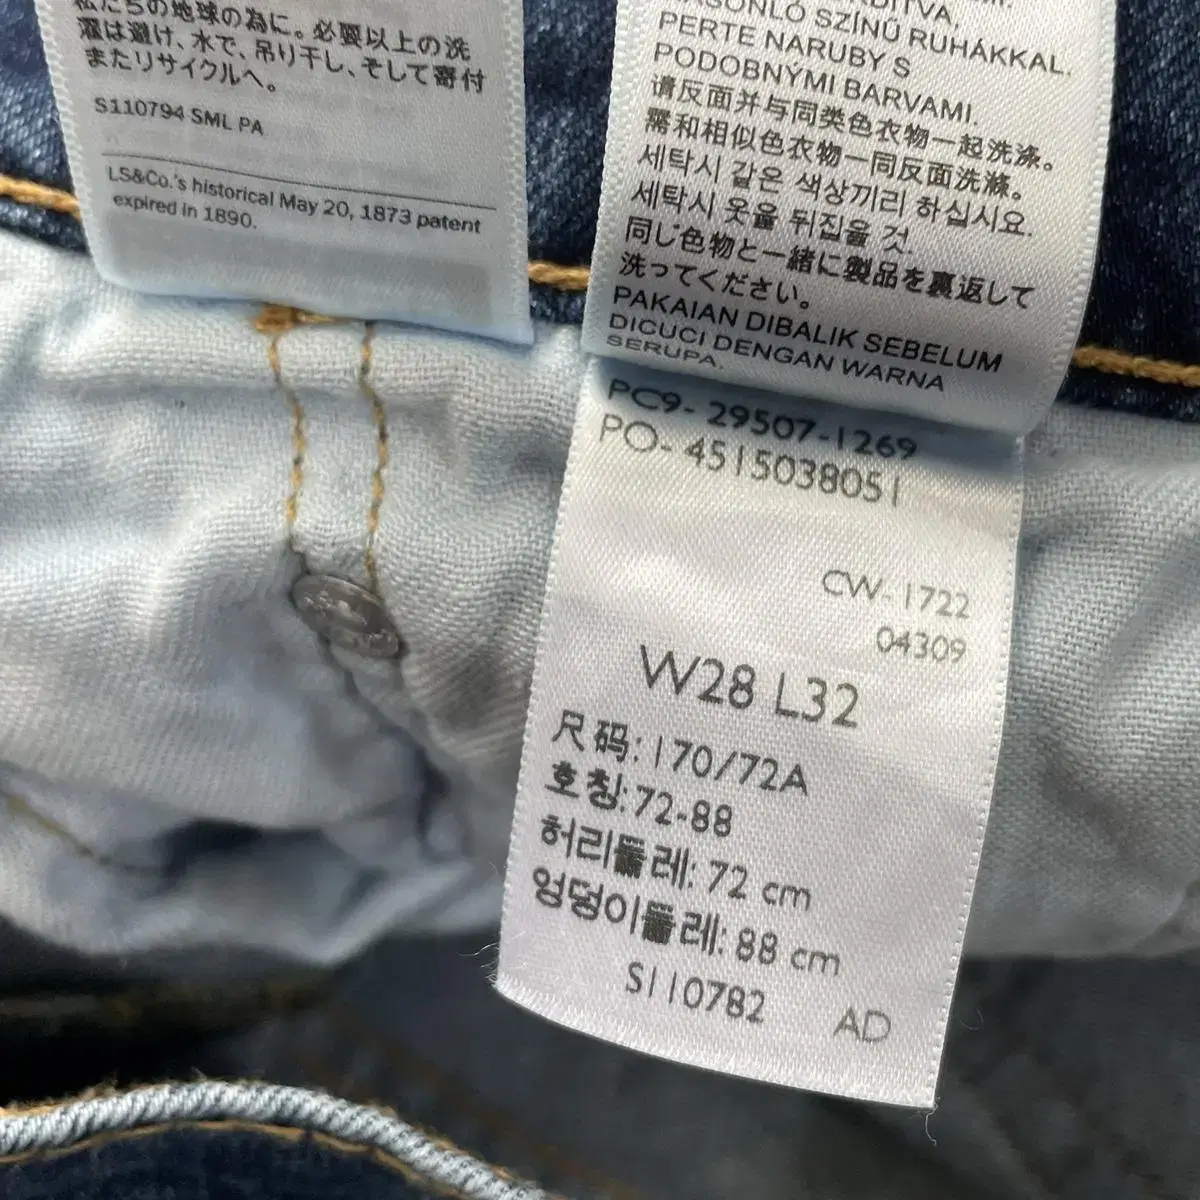 私たちの地球の為に。必要以上の洗
濯は避け、水で、吊り干し、そして寄付
またリサイクルへ。
S110794 SML PA
LS&Co.'s historical May 20, 1873 patent
expired in 1890.
SZÍNŰ RUHÁKKAL.
PERTE NARUBY S
PODOBNÝMI BARVAMI.
请反面并与同类色衣物一起洗涤。
需和相似色衣物一同反面洗滌。
세탁시 같은 색상끼리 하십시요.
세탁시 옷을 뒤집을 것.
同じ色物と一緒に製品を裏返して
洗ってください。
PAKAIAN DIBALIK SEBELUM
DICUCI DENGAN WARNA
SERUPA.
PC9- 29507-1269
PO- 4515038051
CW- 1722
04309
W28 L32
尺码: 170/72A
호칭: 72-88
허리둘레: 72 cm
엉덩이둘레: 88 cm
S110782 AD